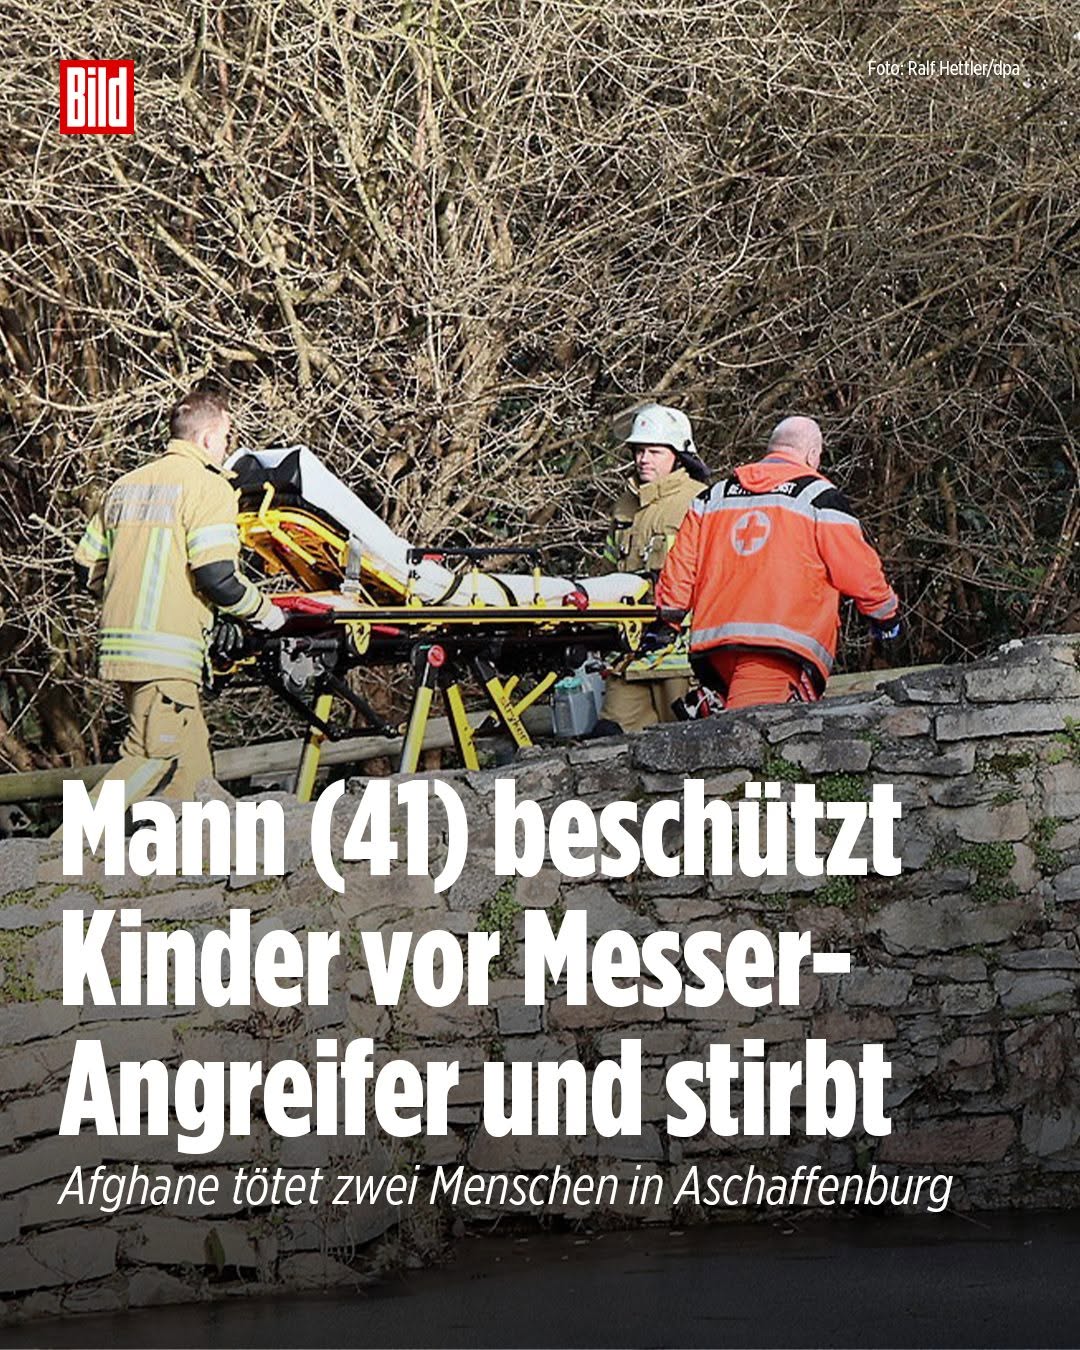 Bild
Foto: Ralf Hettler/dpa
Mann (41) beschützt
Kinder vor Messer-
Angreifer und stirbt
Afghane tötet zwei Menschen in Aschaffenburg